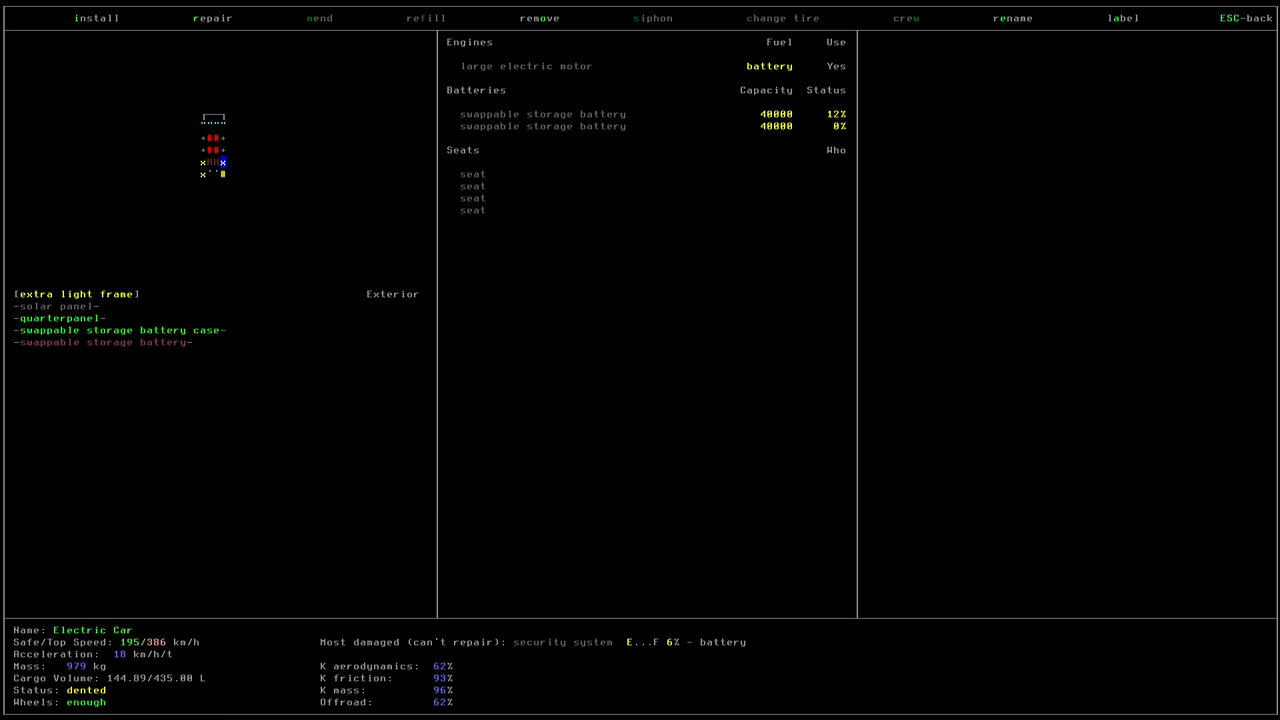 install repair mend refill remove siphon change tire crew rename label ESC-back
Engines Fuel Use
large electric motor battery Yes
Batteries Capacity Status
swappable storage battery 40000 12%
swappable storage battery 40000 0%
Seats Who
seat
seat
seat
seat
[extra light frame] Exterior
-solar panel-
-quarterpanel-
-swappable storage battery case-
-swappable storage battery-
Name: Electric Car
Safe/Top Speed: 195/386 km/h Most damaged (can't repair): security system E...F 6% - battery
Acceleration: 18 km/h/t
Mass: 979 kg K aerodynamics: 62%
Cargo Volume: 144.89/435.00 L K friction: 93%
Status: dented K mass: 96%
Wheels: enough Offroad: 62%